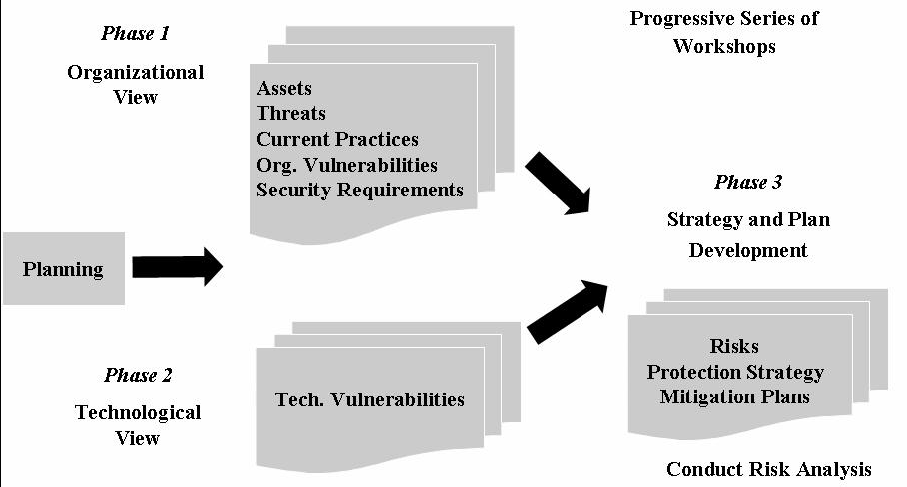 Phase 1
Organizational
View
Assets
Threats
Current Practices
Org. Vulnerabilities
Security Requirements
Progressive Series of
Workshops
Planning
Phase 2
Technological
View
Tech. Vulnerabilities
Phase 3
Strategy and Plan
Development
Risks
Protection Strategy
Mitigation Plans
Conduct Risk Analysis